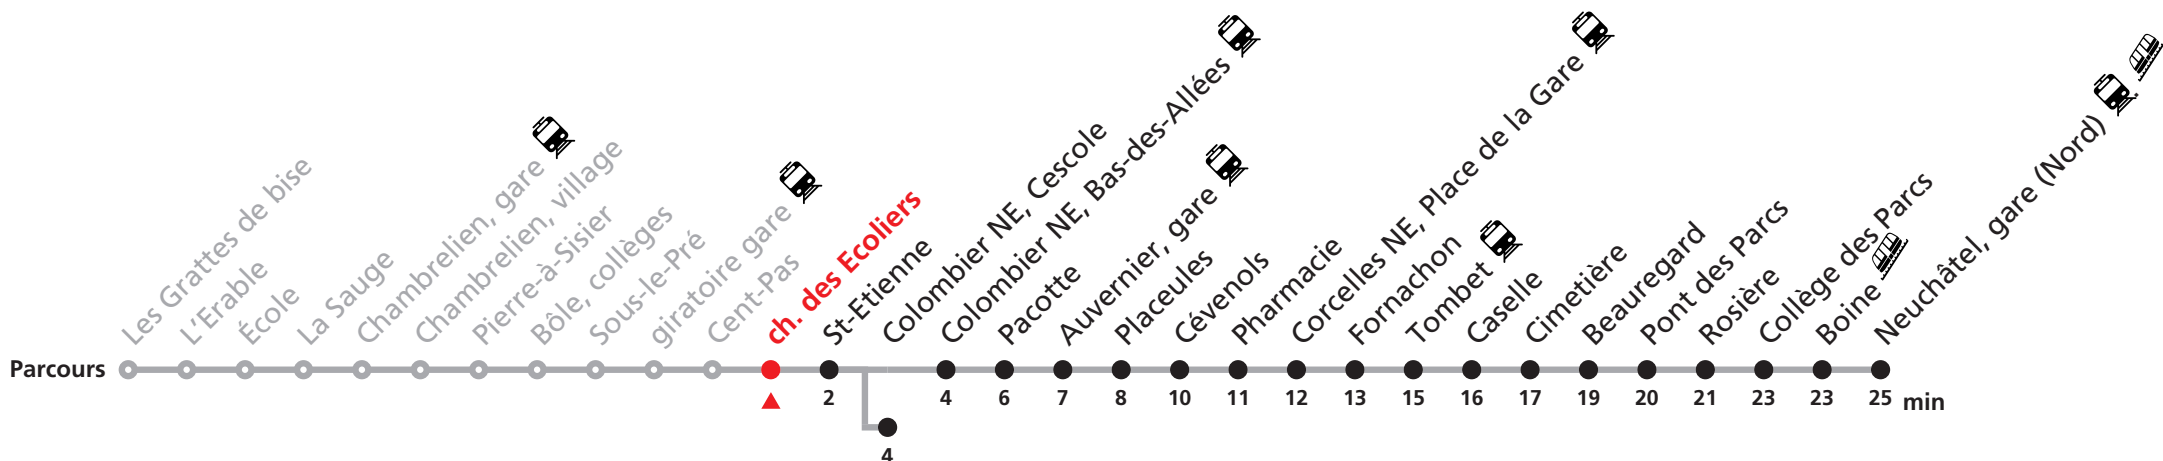 Les Grattes de bise
L'Erable
École
La Sauge
Chambrelien, gare
Chambrelien, village
Pierre-à-Sisier
Bôle, collèges
Sous-le-Pré
giratoire gare
Cent-Pas
ch. des Ecoliers
St-Etienne
Colombier NE, Cescole
Colombier NE, Bas-des-Allées
Pacotte
Auvernier, gare
Placeules
Cévenols
Pharmacie
Corcelles NE, Place de la Gare
Fornachon
Tombet
Caselle
Cimetière
Beauregard
Pont des Parcs
Rosière
Collège des Parcs
Boine
Neuchâtel, gare (Nord)
Parcours
2 4 6 7 8 10 11 12 13 15 16 17 19 20 21 23 23 25 min
4